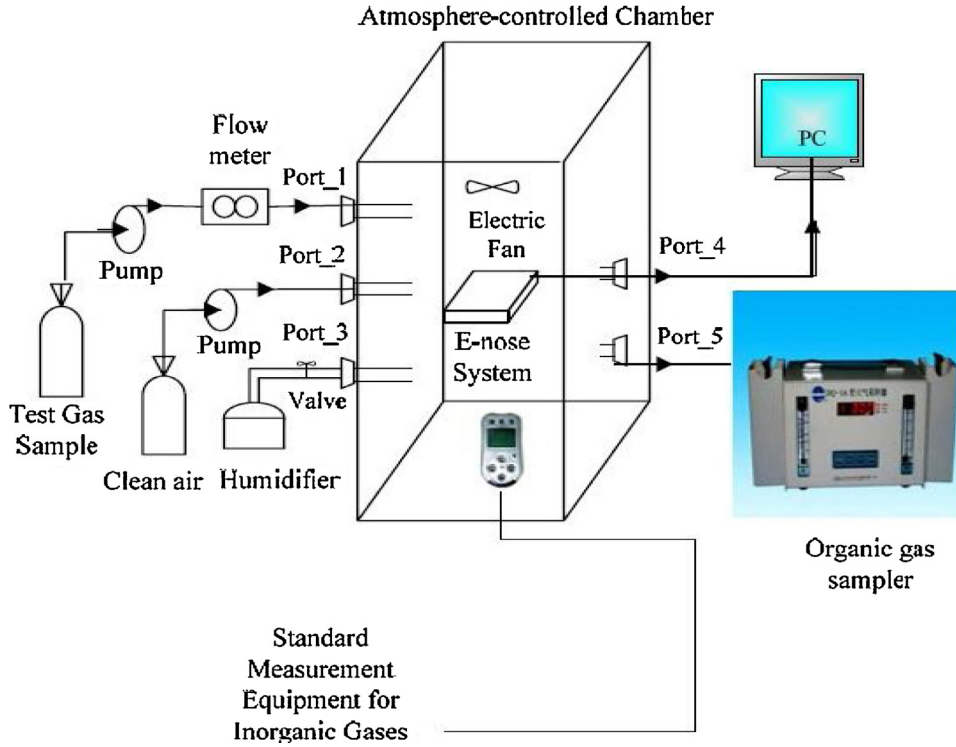 Atmosphere-controlled Chamber
Flow
meter
Port_1
Pump
Port_2
Pump
Port_3
Valve
Test Gas
Sample
Clean air
Humidifier
Electric
Fan
E-nose
System
Port_4
PC
Port_5
Organic gas
sampler
Standard
Measurement
Equipment for
Inorganic Gases